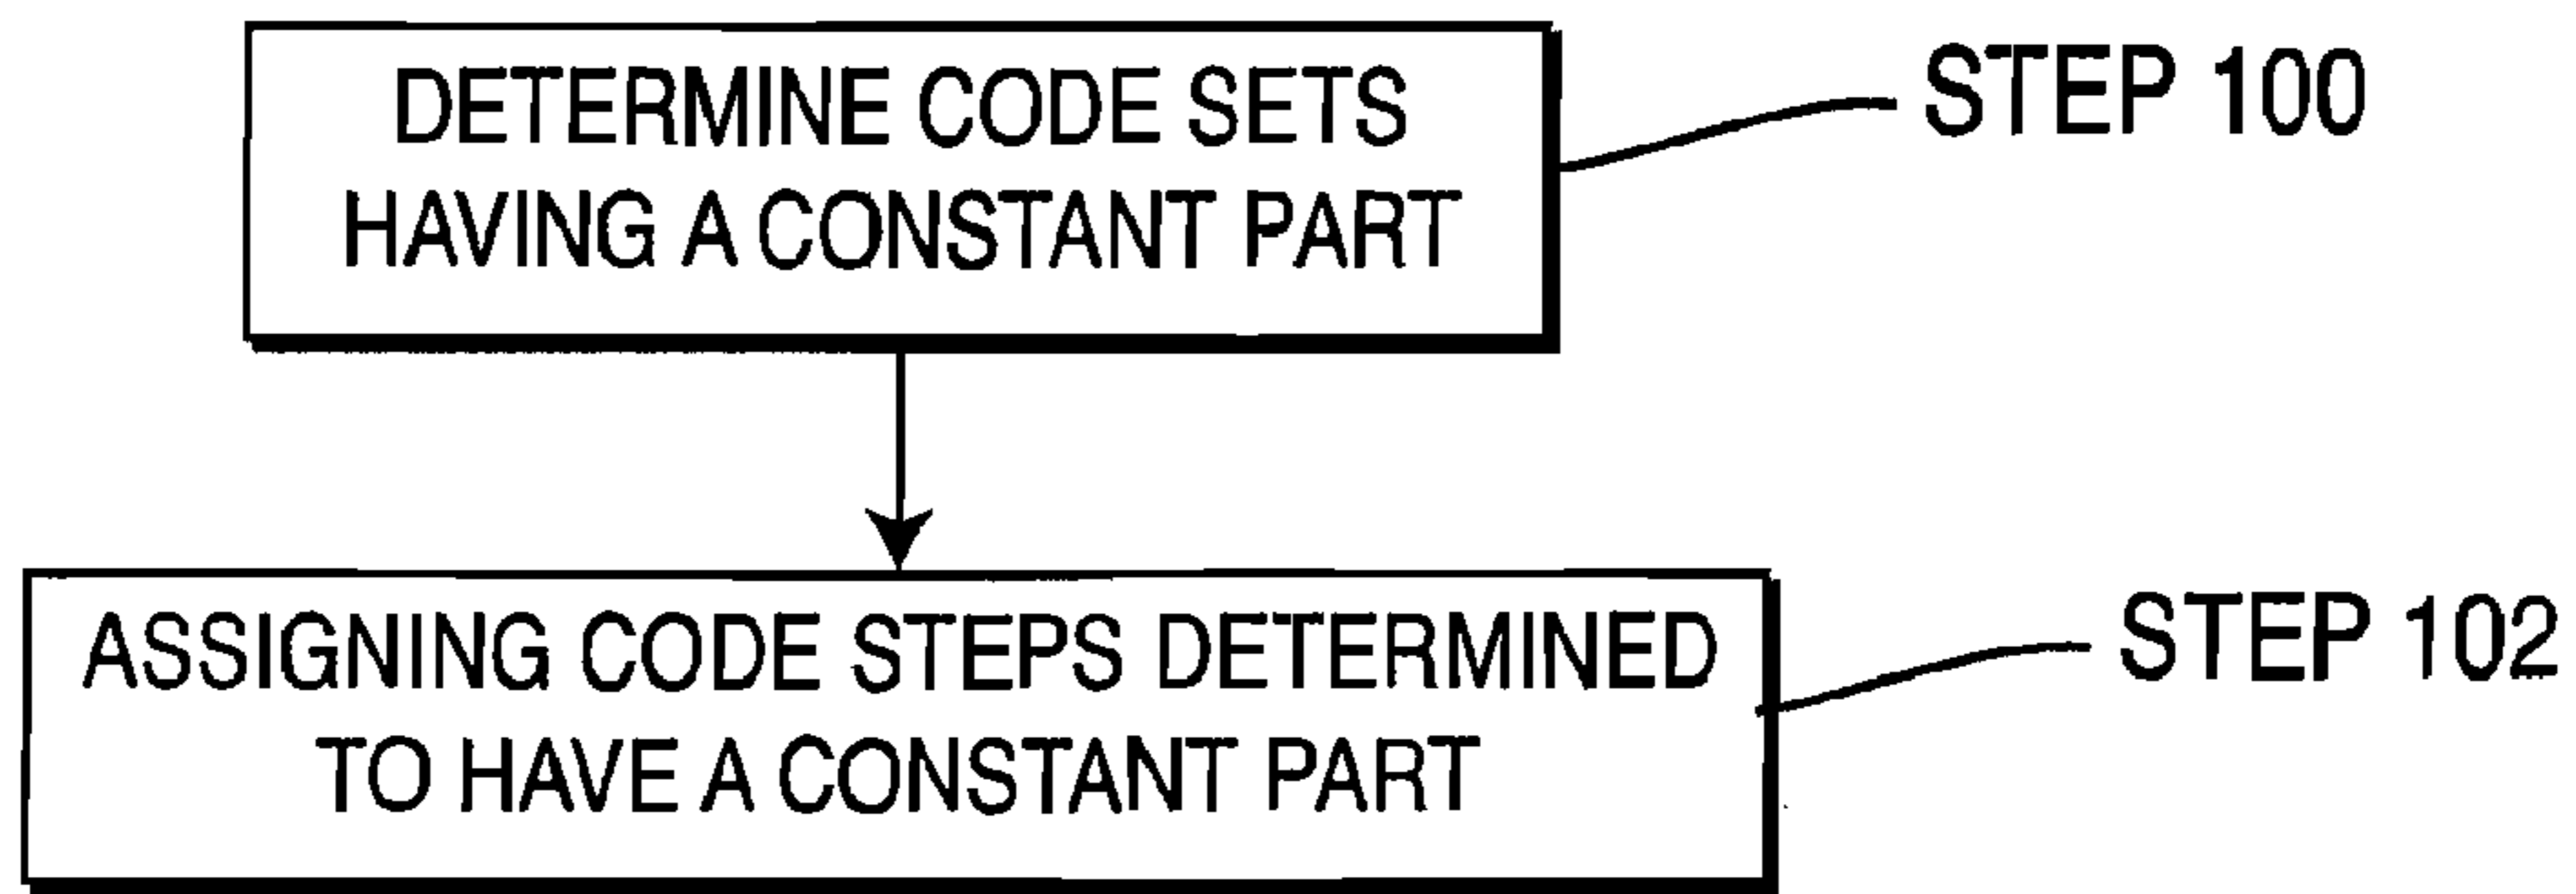 DETERMINE CODE SETS
HAVING A CONSTANT PART
STEP 100
ASSIGNING CODE STEPS DETERMINED
TO HAVE A CONSTANT PART
STEP 102